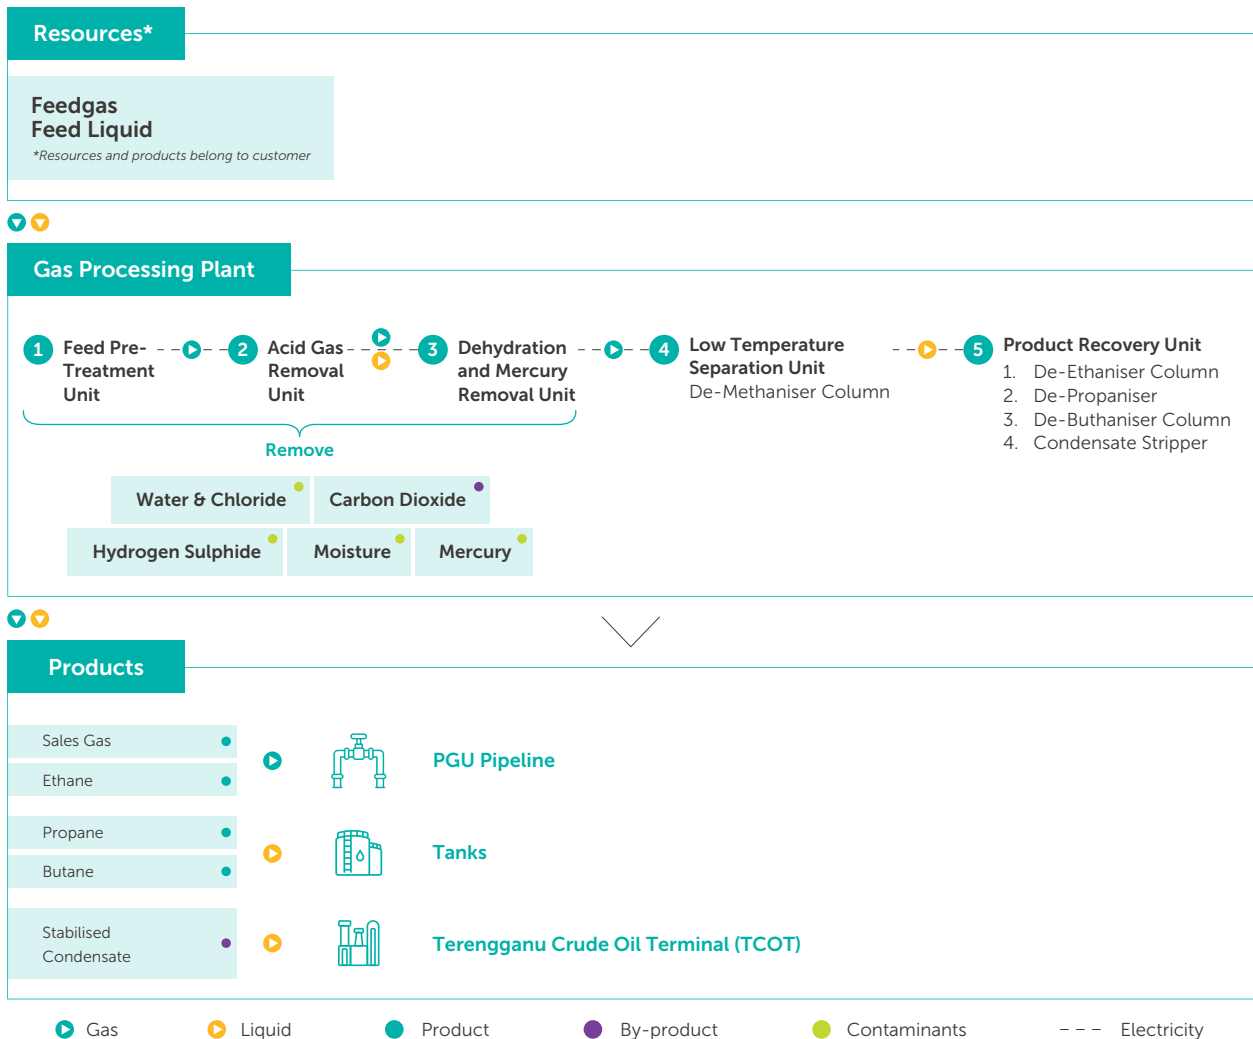 Resources*
Feedgas
Feed Liquid
*Resources and products belong to customer
Gas Processing Plant
1
Feed Pre-
Treatment
Unit
2
Acid Gas
Removal
Unit
3
Dehydration
and Mercury
Removal Unit
4
Low Temperature
Separation Unit
De-Methaniser Column
5
Product Recovery Unit
1. De-Ethaniser Column
2. De-Propaniser
3. De-Buthaniser Column
4. Condensate Stripper
Remove
Water & Chloride
Carbon Dioxide
Hydrogen Sulphide
Moisture
Mercury
Products
Sales Gas
Ethane
PGU Pipeline
Propane
Butane
Tanks
Stabilised
Condensate
Terengganu Crude Oil Terminal (TCOT)
Gas
Liquid
Product
By-product
Contaminants
Electricity